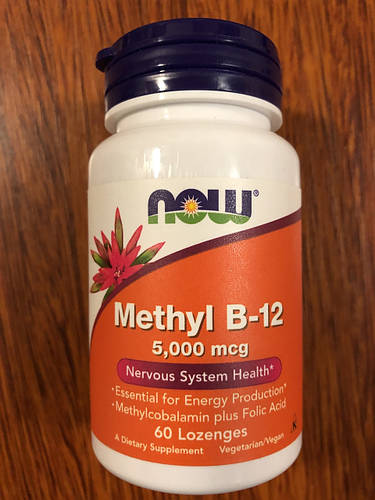 NOW®
Methyl B-12
5,000 mcg
Nervous System Health*
•Essential for Energy Production*
•Methylcobalamin plus Folic Acid
60 Lozenges
A Dietary Supplement Vegetarian/Vegan
K